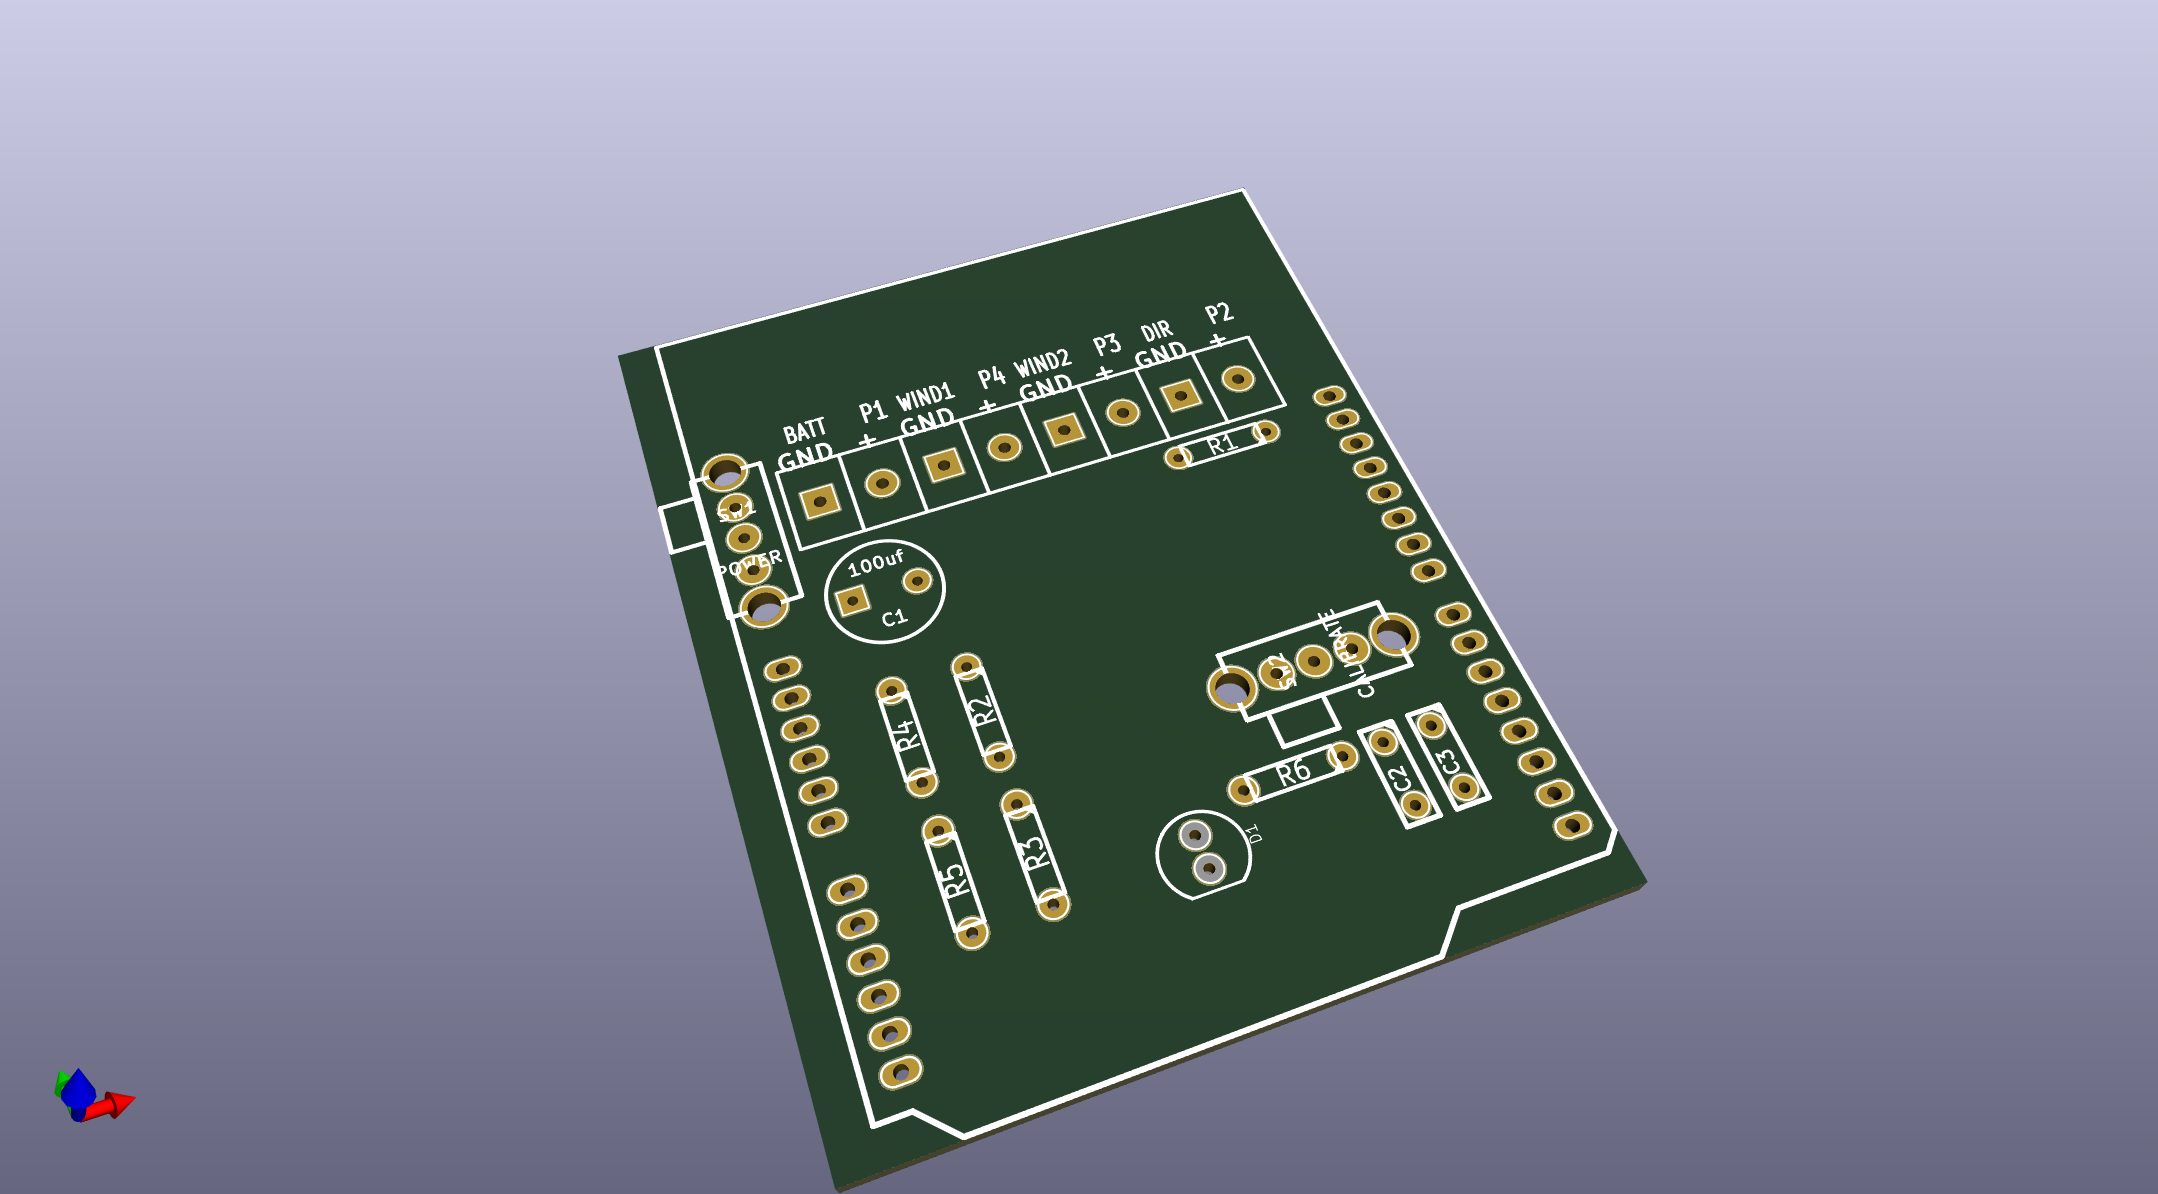 P2
+
DIR
GND
P3
+
WIND2
GND
P4
+
WIND1
GND
P1
+
BATT
GND
R1
SW1
POWER
100uf
C1
SW2
CALIBRATE
R2
R4
R6
C2
C3
D1
R3
R5